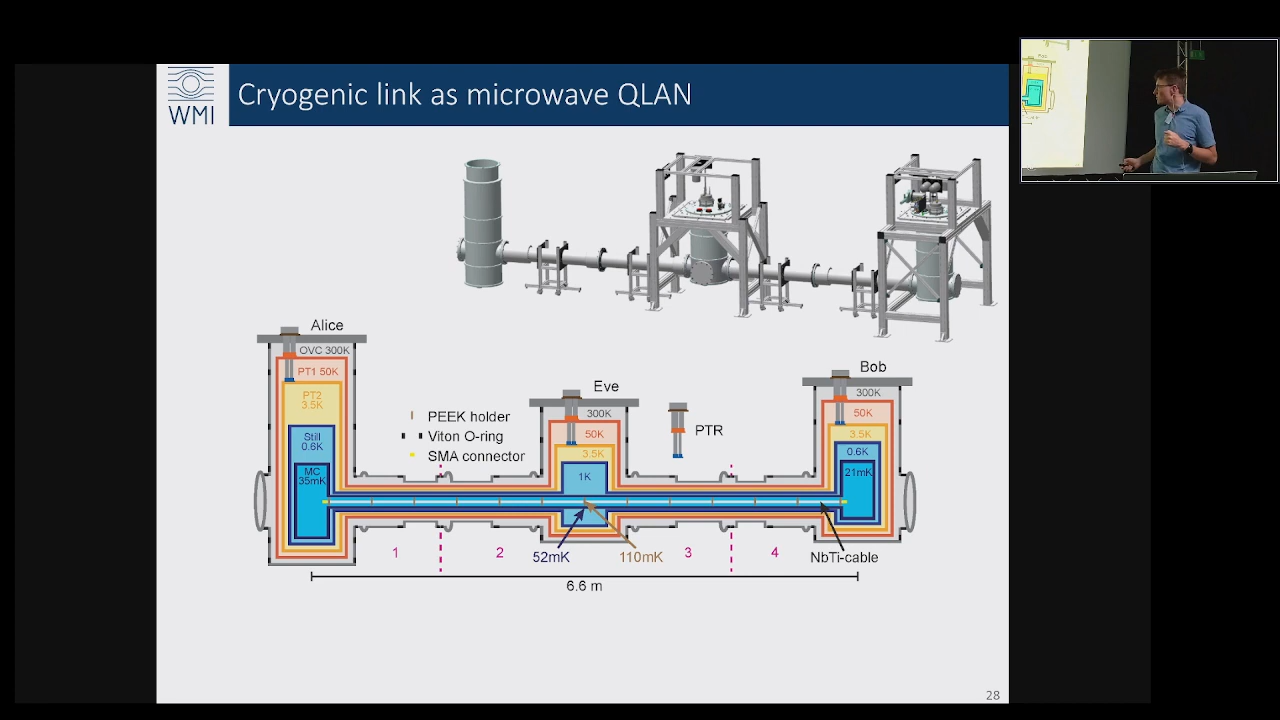 WMI
Cryogenic link as microwave QLAN
Alice
OVC 300K
PT1 50K
PT2
3.5K
Still
0.6K
MC
35mK
PEEK holder
Viton O-ring
SMA connector
Eve
300K
50K
3.5K
1K
PTR
Bob
300K
50K
3.5K
0.6K
21mK
1
2
52mK
110mK
3
4
NbTi-cable
6.6 m
28